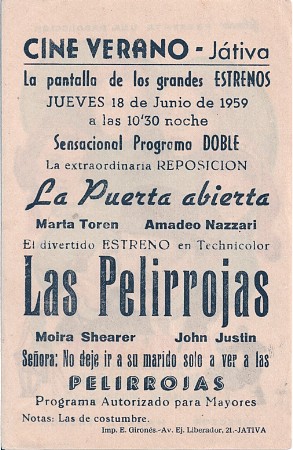 CINE VERANO - Játiva
La pantalla de los grandes ESTRENOS
JUEVES 18 de Junio de 1959
a las 10'30 noche
Sensacional Programa DOBLE
La extraordinaria REPOSICION
La Puerta abierta
Marta Toren Amadeo Nazzari
El divertido ESTRENO en Technicolor
Las Pelirrojas
Moira Shearer John Justin
Señora: No deje ir a su marido solo a ver a las
PELIRROJAS
Programa Autorizado para Mayores
Notas: Las de costumbre.
Imp. E. Gironés.-Av. Ej. Liberador, 21.-JATIVA